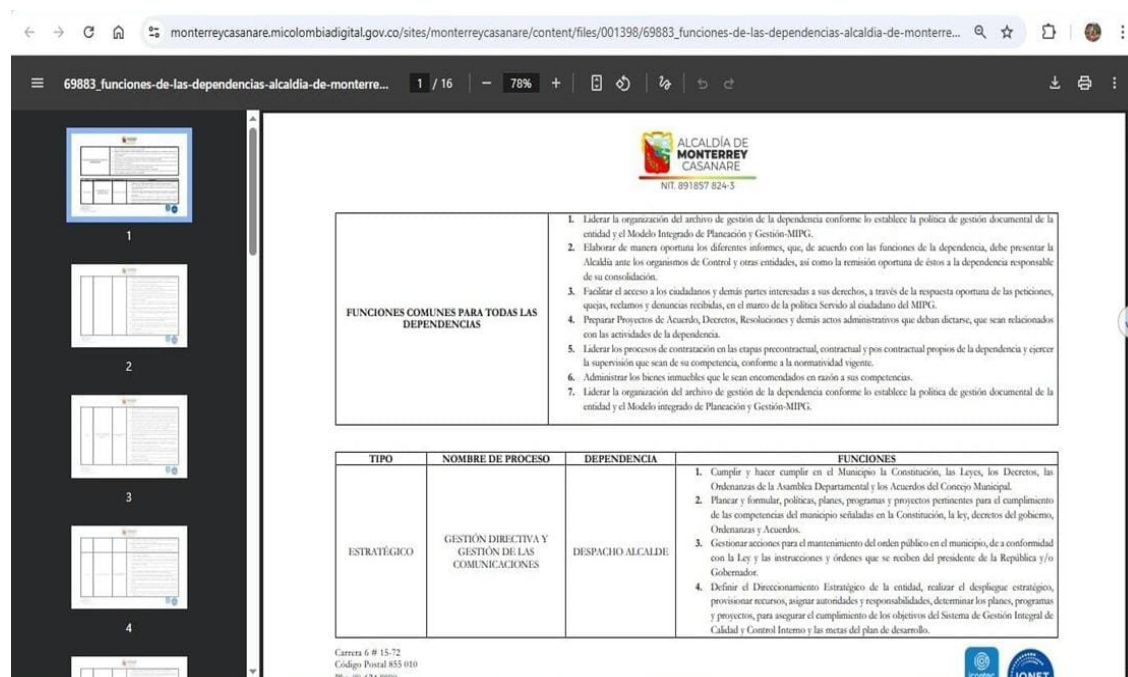 monterreycasanare.micolombiadigital.gov.co/sites/monterreycasanare/content/files/001398/69883_funciones-de-las-dependencias-alcaldia-de-monterre...
69883_funciones-de-las-dependencias-alcaldia-de-monterre...
1 / 16
78%
1
2
3
4
ALCALDÍA DE
MONTERREY
CASANARE
NIT. 891857 824-3
FUNCIONES COMUNES PARA TODAS LAS
DEPENDENCIAS
1. Liderar la organización del archivo de gestión de la dependencia conforme lo establece la política de gestión documental de la
entidad y el Modelo Integrado de Planeación y Gestión-MIPG.
2. Elaborar de manera oportuna los diferentes informes, que, de acuerdo con las funciones de la dependencia, debe presentar la
Alcaldía ante los organismos de Control y otras entidades, así como la remisión oportuna de éstos a la dependencia responsable
de su consolidación.
3. Facilitar el acceso a los ciudadanos y demás partes interesadas a sus derechos, a través de la respuesta oportuna de las peticiones,
quejas, reclamos y denuncias recibidas, en el marco de la política Servido al ciudadano del MIPG.
4. Preparar Proyectos de Acuerdo, Decretos, Resoluciones y demás actos administrativos que deban dictarse, que sean relacionados
con las actividades de la dependencia.
5. Liderar los procesos de contratación en las etapas precontractual, contractual y pos contractual propios de la dependencia y ejercer
la supervisión que sean de su competencia, conforme a la normatividad vigente.
6. Administrar los bienes inmuebles que le sean encomendados en razón a sus competencias.
7. Liderar la organización del archivo de gestión de la dependencia conforme lo establece la política de gestión documental de la
entidad y el Modelo integrado de Planeación y Gestión-MIPG.
TIPO NOMBRE DE PROCESO DEPENDENCIA FUNCIONES
ESTRATÉGICO
GESTIÓN DIRECTIVA Y
GESTIÓN DE LAS
COMUNICACIONES
DESPACHO ALCALDE
1. Cumplir y hacer cumplir en el Municipio la Constitución, las Leyes, los Decretos, las
Ordenanzas de la Asamblea Departamental y los Acuerdos del Concejo Municipal.
2. Planear y formular, políticas, planes, programas y proyectos pertinentes para el cumplimiento
de las competencias del municipio señaladas en la Constitución, la ley, decretos del gobierno,
Ordenanzas y Acuerdos.
3. Gestionar acciones para el mantenimiento del orden público en el municipio, de a conformidad
con la Ley y las instrucciones y órdenes que se reciben del presidente de la República y/o
Gobernador.
4. Definir el Direccionamiento Estratégico de la entidad, realizar el despliegue estratégico,
provisionar recursos, asignar autoridades y responsabilidades, determinar los planes, programas
y proyectos, para asegurar el cumplimiento de los objetivos del Sistema de Gestión Integral de
Calidad y Control Interno y las metas del plan de desarrollo.
Carrera 6 # 15-72
Código Postal 855 010
icontec
IQNET